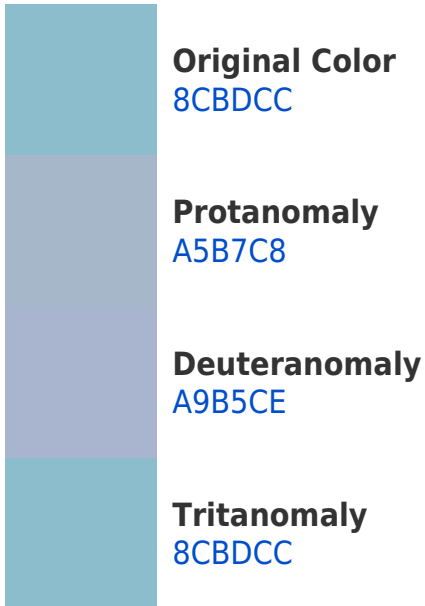 Original Color
8CBDCC
Protanomaly
A5B7C8
Deuteranomaly
A9B5CE
Tritanomaly
8CBDCC